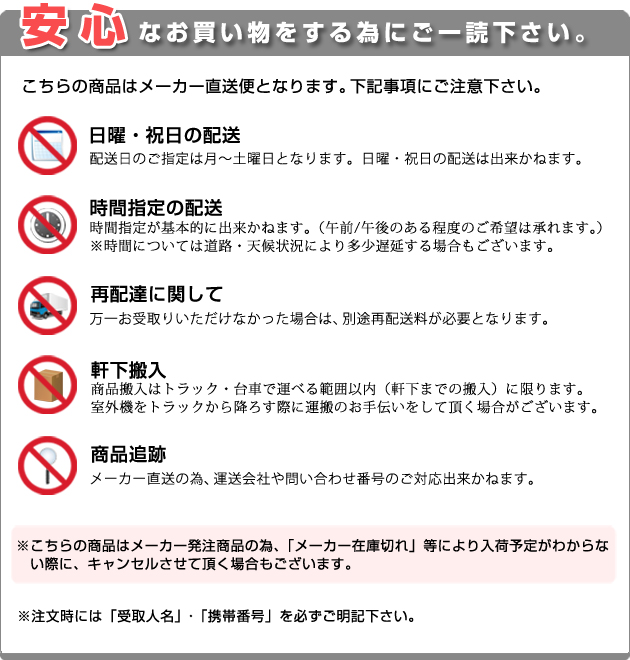 安心なお買い物をする為にご一読下さい。
こちらの商品はメーカー直送便となります。下記事項にご注意下さい。
日曜・祝日の配送
配送日のご指定は月～土曜日となります。日曜・祝日の配送は出来かねます。
時間指定の配送
時間指定が基本的に出来かねます。（午前/午後のある程度のご希望は承れます。）
※時間については道路・天候状況により多少遅延する場合もございます。
再配達に関して
万一お受取りいただけなかった場合は、別途再配送料が必要となります。
軒下搬入
商品搬入はトラック・台車で運べる範囲以内（軒下までの搬入）に限ります。
室外機をトラックから降ろす際に運搬のお手伝いをして頂く場合がございます。
商品追跡
メーカー直送の為、運送会社や問い合わせ番号のご対応出来かねます。
※こちらの商品はメーカー発注商品の為、「メーカー在庫切れ」等により入荷予定がわからな
い際に、キャンセルさせて頂く場合もございます。
※注文時には「受取人名」・「携帯番号」を必ずご明記下さい。